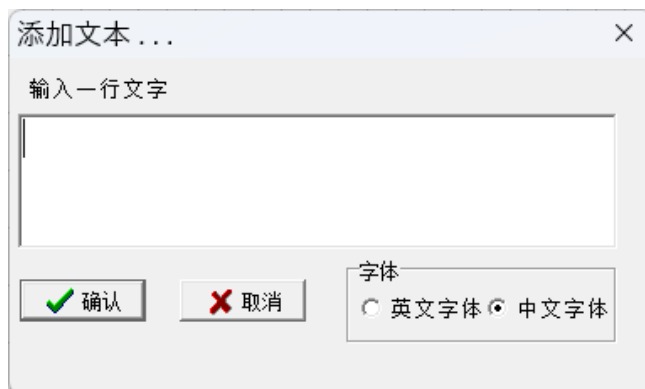 添加文本 . . .
输入一行文字
字体
确认 取消 英文字体 中文字体